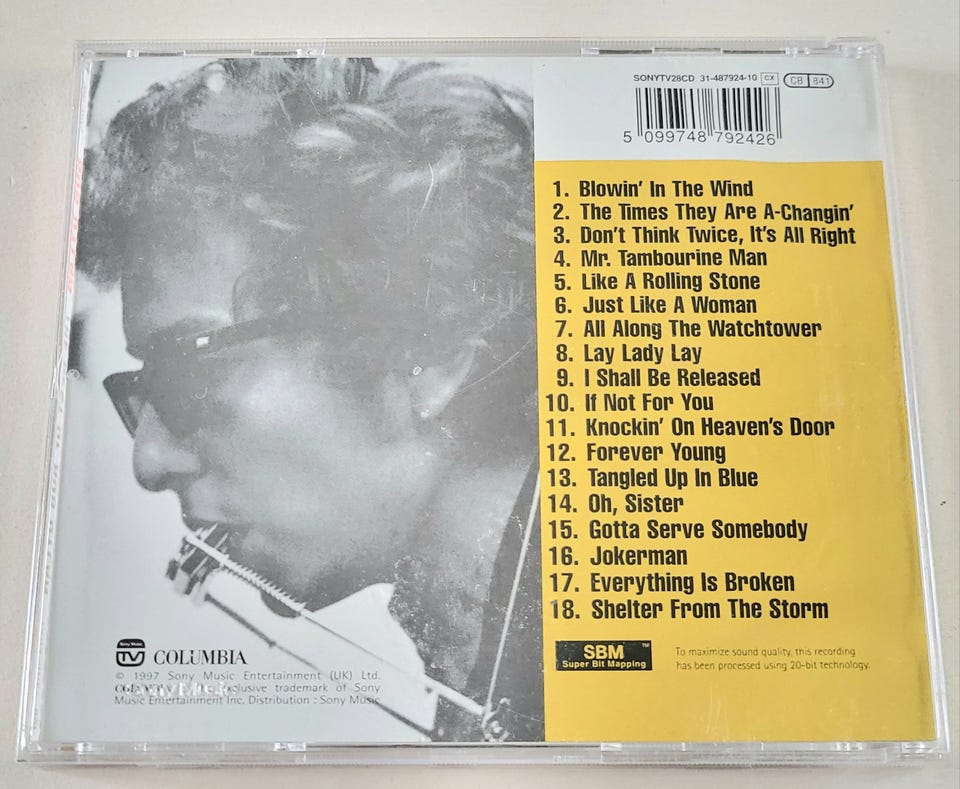 SONYTV28CD 31-487924-10 CX CB 841
5 099748 792426
1. Blowin' In The Wind
2. The Times They Are A-Changin'
3. Don't Think Twice, It's All Right
4. Mr. Tambourine Man
5. Like A Rolling Stone
6. Just Like A Woman
7. All Along The Watchtower
8. Lay Lady Lay
9. I Shall Be Released
10. If Not For You
11. Knockin' On Heaven's Door
12. Forever Young
13. Tangled Up In Blue
14. Oh, Sister
15. Gotta Serve Somebody
16. Jokerman
17. Everything Is Broken
18. Shelter From The Storm
SBM™
Super Bit Mapping
To maximize sound quality, this recording
has been processed using 20-bit technology.
Sony Music
TV COLUMBIA
© 1997 Sony Music Entertainment (UK) Ltd.
exclusive trademark of Sony
Music Entertainment Inc. Distribution : Sony Music